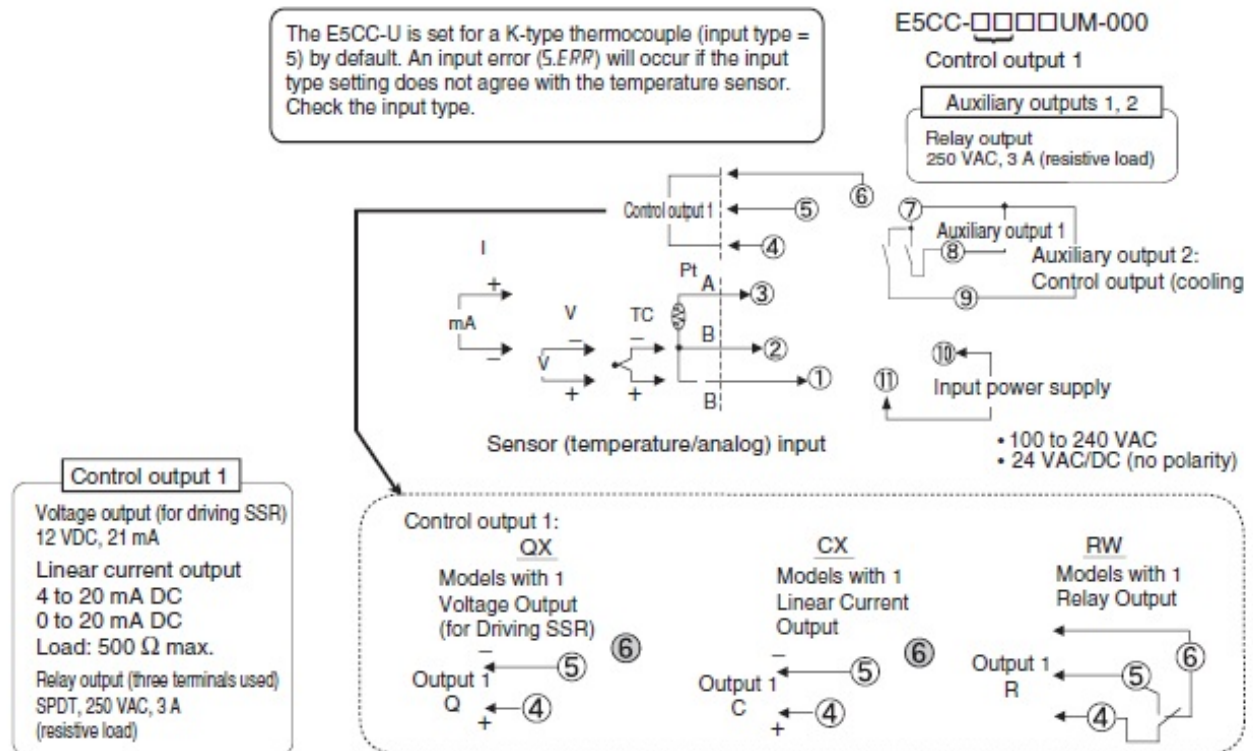 The E5CC-U is set for a K-type thermocouple (input type =
5) by default. An input error (S.ERR) will occur if the input
type setting does not agree with the temperature sensor.
Check the input type.
E5CC-□□□□UM-000
Control output 1
Auxiliary outputs 1, 2
Relay output
250 VAC, 3 A (resistive load)
Control output 1
⑥
⑤
④
⑦
Auxiliary output 1
⑧
Auxiliary output 2:
Control output (cooling
⑨
I
+
mA
−
V
−
V
+
TC
−
+
Pt
A
③
B
②
①
B
⑩
⑪
Input power supply
• 100 to 240 VAC
• 24 VAC/DC (no polarity)
Sensor (temperature/analog) input
Control output 1
Voltage output (for driving SSR)
12 VDC, 21 mA
Linear current output
4 to 20 mA DC
0 to 20 mA DC
Load: 500 Ω max.
Relay output (three terminals used)
SPDT, 250 VAC, 3 A
(resistive load)
Control output 1:
QX
Models with 1
Voltage Output
(for Driving SSR)
⑥
−
⑤
Output 1
Q
④
+
CX
Models with 1
Linear Current
Output
⑥
−
⑤
Output 1
C
④
+
RW
Models with 1
Relay Output
⑥
Output 1
R
⑤
④